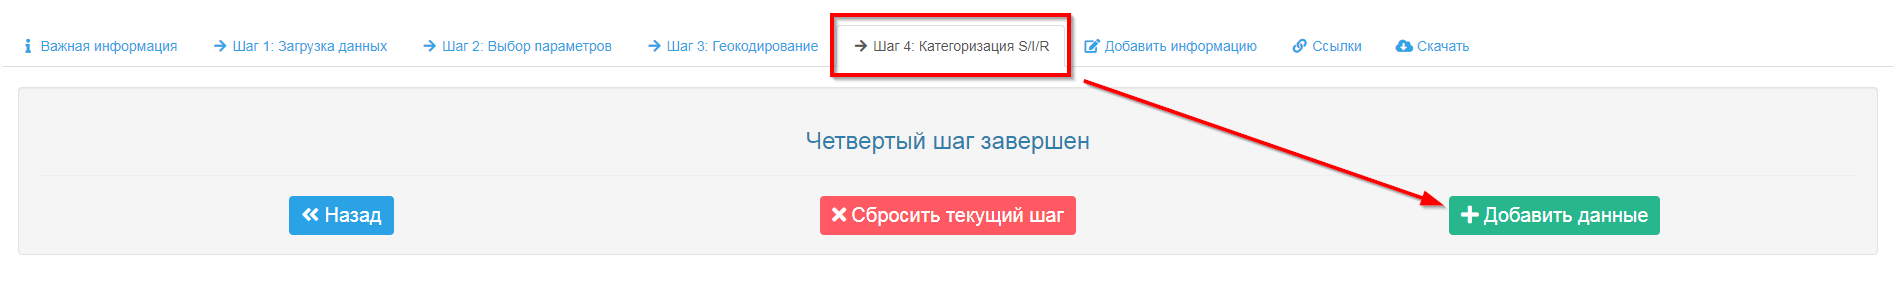 Важная информация Шаг 1: Загрузка данных Шаг 2: Выбор параметров Шаг 3: Геокодирование Шаг 4: Категоризация S/I/R Добавить информацию Ссылки Скачать
Четвертый шаг завершен
Назад Сбросить текущий шаг Добавить данные